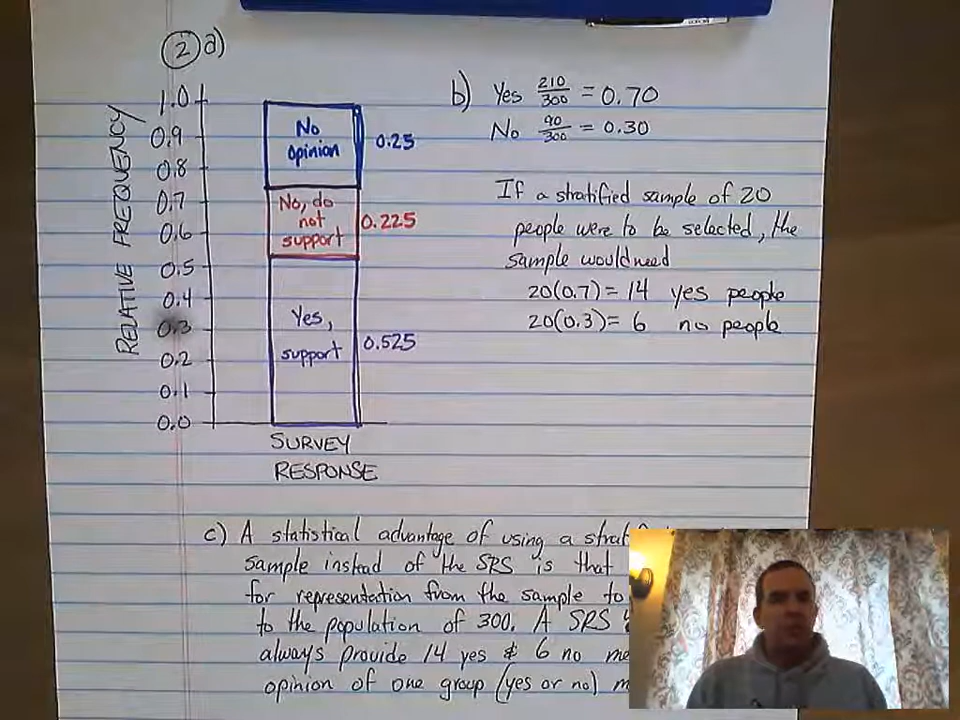 2 a)
1.0
0.9
0.8
0.7
0.6
0.5
0.4
0.3
0.2
0.1
0.0
RELATIVE FREQUENCY
No
opinion
0.25
No, do
not
support
0.225
Yes,
support
0.525
SURVEY
RESPONSE
b) Yes 210/300 = 0.70
No 90/300 = 0.30
If a stratified sample of 20
people were to be selected, the
sample would need
20(0.7) = 14 yes people
20(0.3) = 6 no people
c) A statistical advantage of using a
sample instead of the SRS is that
for representation from the sample to
to the population of 300. A SRS
always provide 14 yes & 6 no
opinion of one group (yes or no)